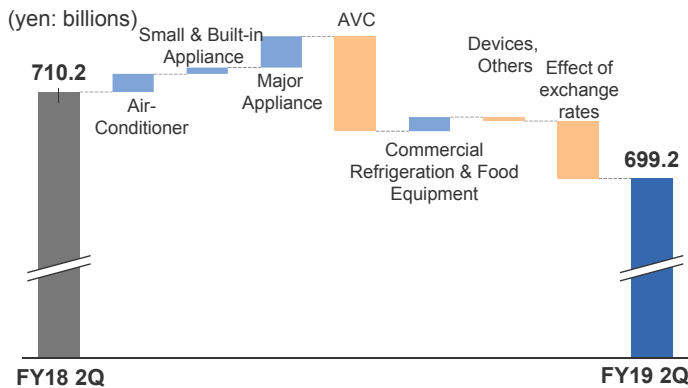 (yen: billions)
710.2
Air-
Conditioner
Small & Built-in
Appliance
Major
Appliance
AVC
Commercial
Refrigeration & Food
Equipment
Devices,
Others
Effect of
exchange
rates
699.2
FY18 2Q
FY19 2Q